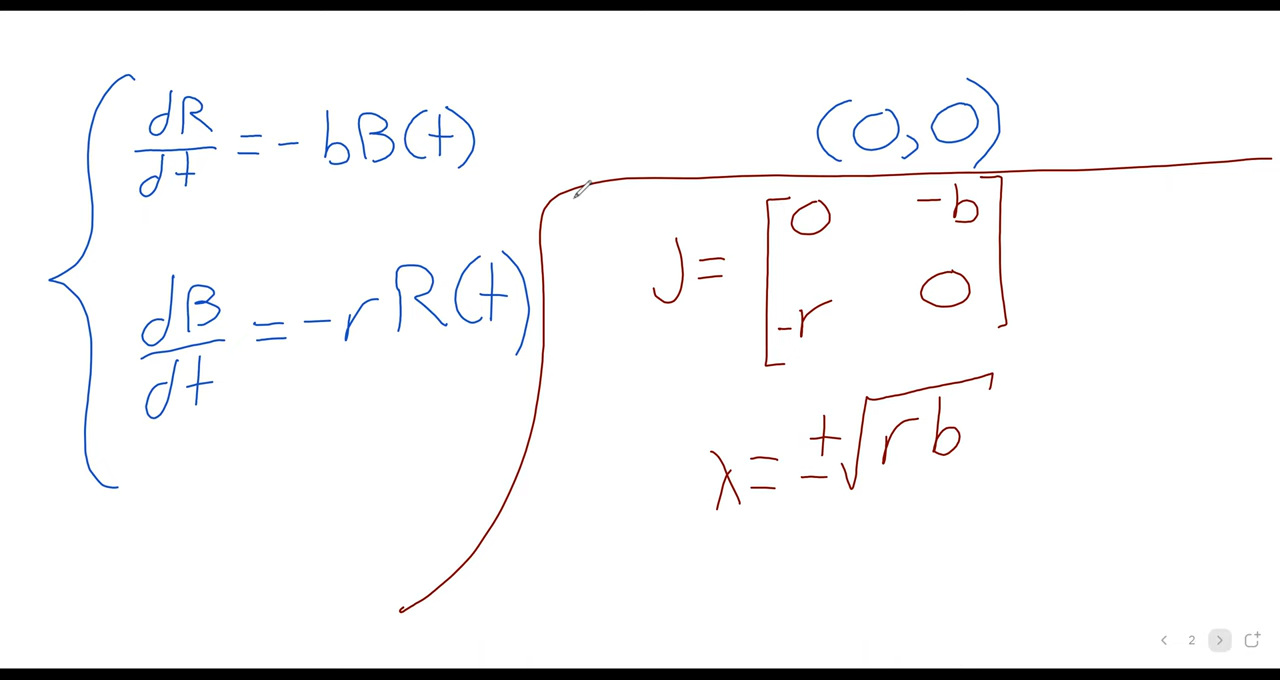 dR/dt = - bB(t)
dB/dt = -rR(t)
(0,0)
J = [0 -b
-r 0]
λ = ±√rb
2